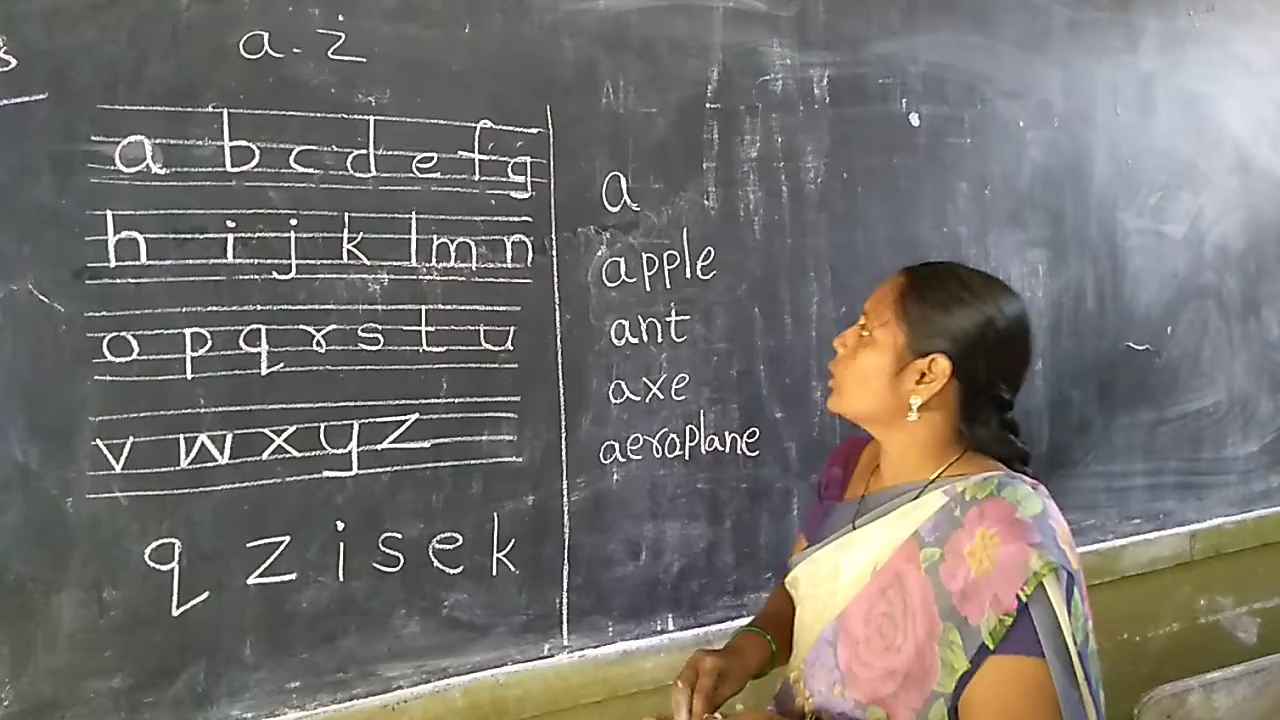 a-z
a b c d e f g
h i j k l m n
o p q r s t u
v w x y z
q z i s e k
a
apple
ant
axe
aeroplane